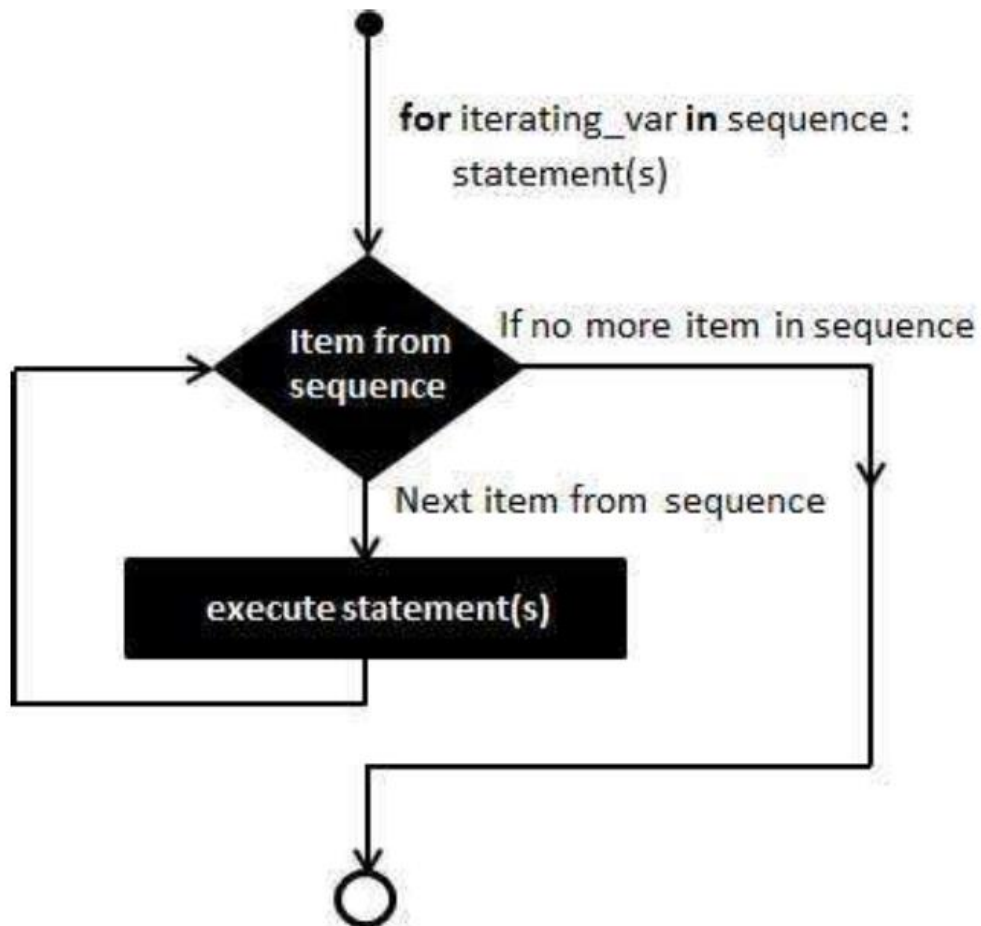 for iterating_var in sequence :
statement(s)
Item from
sequence
If no more item in sequence
Next item from sequence
execute statement(s)